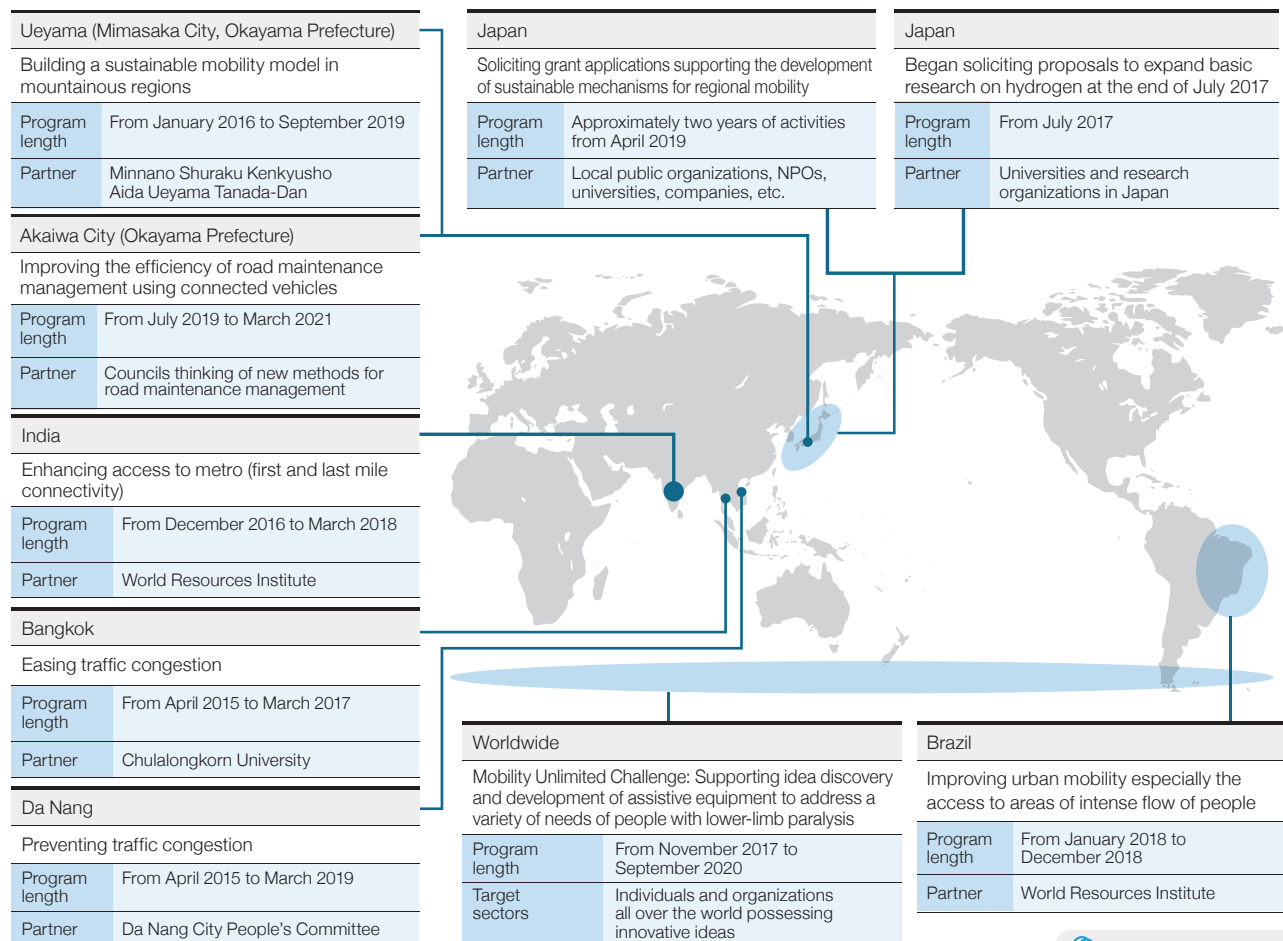 Ueyama (Mimasaka City, Okayama Prefecture)
Building a sustainable mobility model in
mountainous regions
Program
length
From January 2016 to September 2019
Partner
Minnano Shuraku Kenkyusho
Aida Ueyama Tanada-Dan
Akaiwa City (Okayama Prefecture)
Improving the efficiency of road maintenance
management using connected vehicles
Program
length
From July 2019 to March 2021
Partner
Councils thinking of new methods for
road maintenance management
India
Enhancing access to metro (first and last mile
connectivity)
Program
length
From December 2016 to March 2018
Partner
World Resources Institute
Bangkok
Easing traffic congestion
Program
length
From April 2015 to March 2017
Partner
Chulalongkorn University
Da Nang
Preventing traffic congestion
Program
length
From April 2015 to March 2019
Partner
Da Nang City People's Committee
Japan
Soliciting grant applications supporting the development
of sustainable mechanisms for regional mobility
Program
length
Approximately two years of activities
from April 2019
Partner
Local public organizations, NPOs,
universities, companies, etc.
Japan
Began soliciting proposals to expand basic
research on hydrogen at the end of July 2017
Program
length
From July 2017
Partner
Universities and research
organizations in Japan
Worldwide
Mobility Unlimited Challenge: Supporting idea discovery
and development of assistive equipment to address a
variety of needs of people with lower-limb paralysis
Program
length
From November 2017 to
September 2020
Target
sectors
Individuals and organizations
all over the world possessing
innovative ideas
Brazil
Improving urban mobility especially the
access to areas of intense flow of people
Program
length
From January 2018 to
December 2018
Partner
World Resources Institute